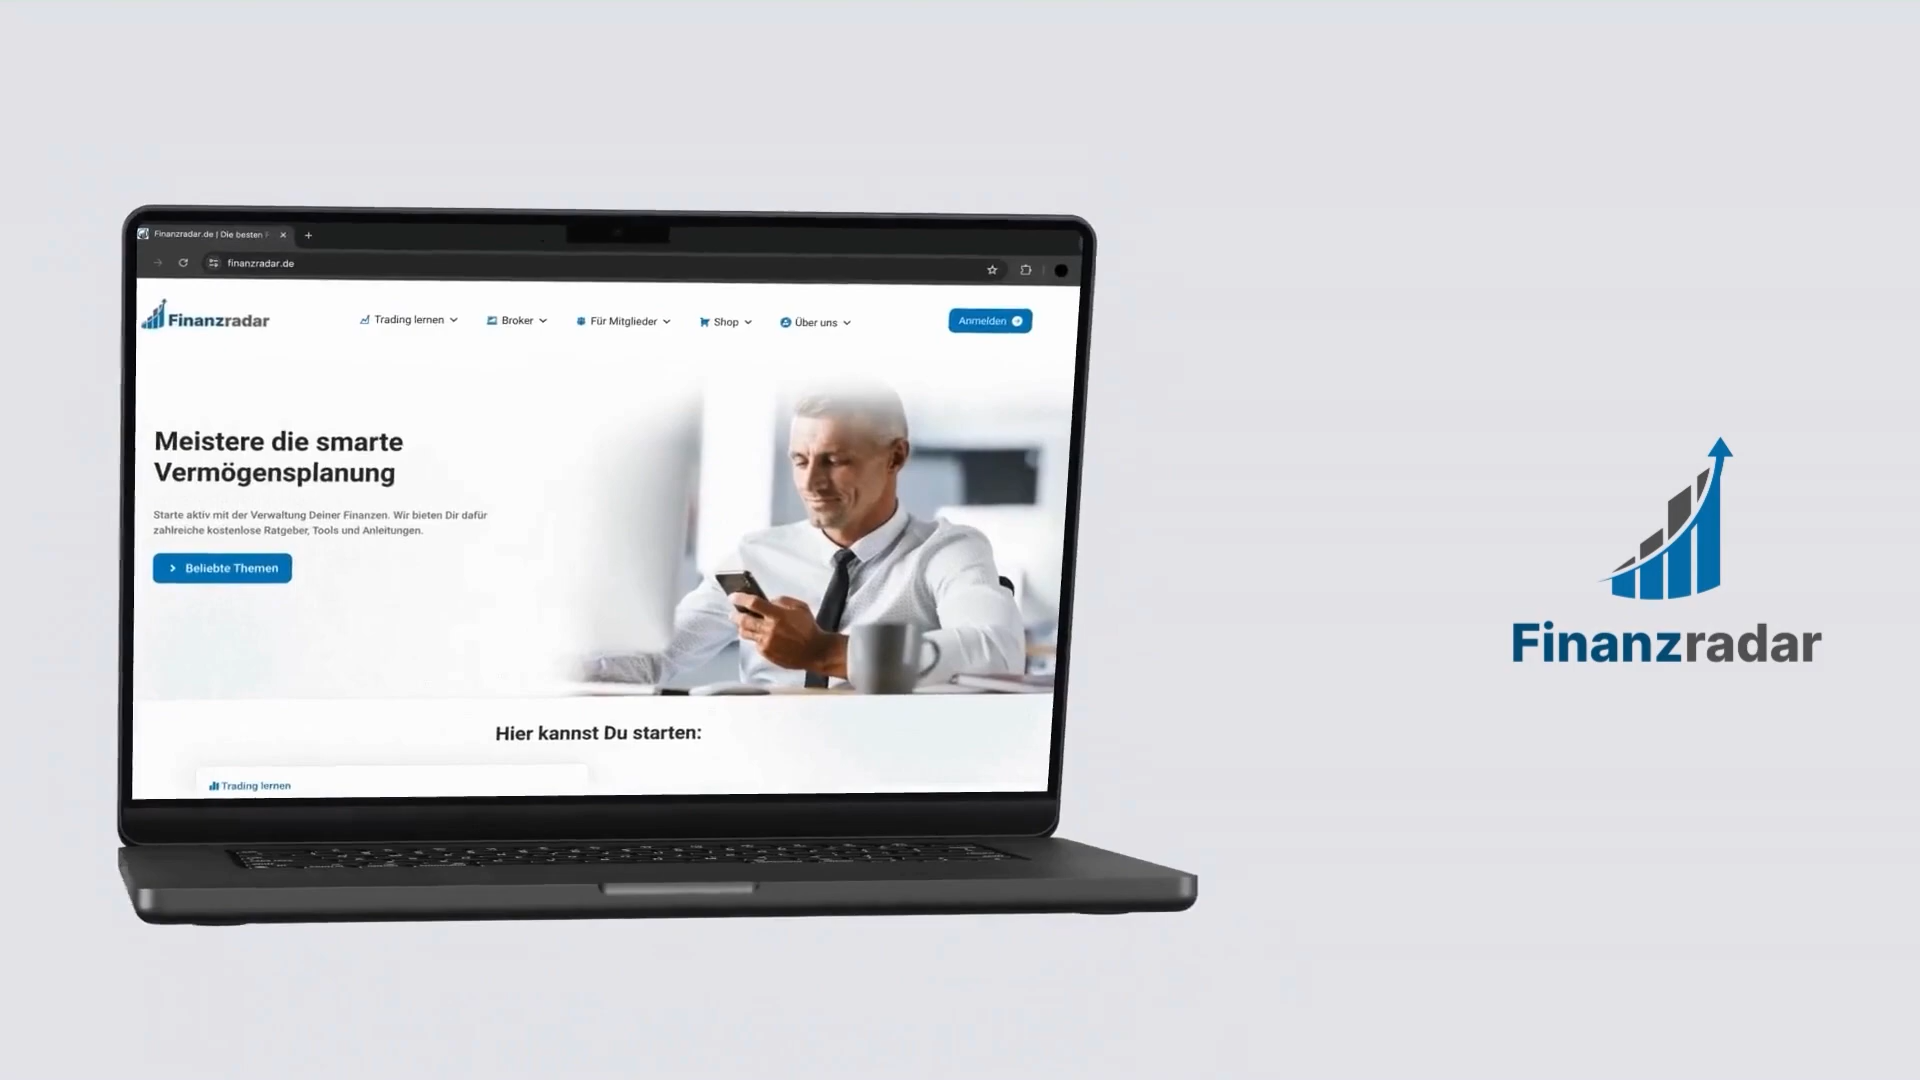 Finanzradar.de | Die besten
finanzradar.de
Finanzradar
Trading lernen
Broker
Für Mitglieder
Shop
Über uns
Anmelden
Meistere die smarte
Vermögensplanung
Starte aktiv mit der Verwaltung Deiner Finanzen. Wir bieten Dir dafür
zahlreiche kostenlose Ratgeber, Tools und Anleitungen.
Beliebte Themen
Hier kannst Du starten:
Trading lernen
Finanzradar